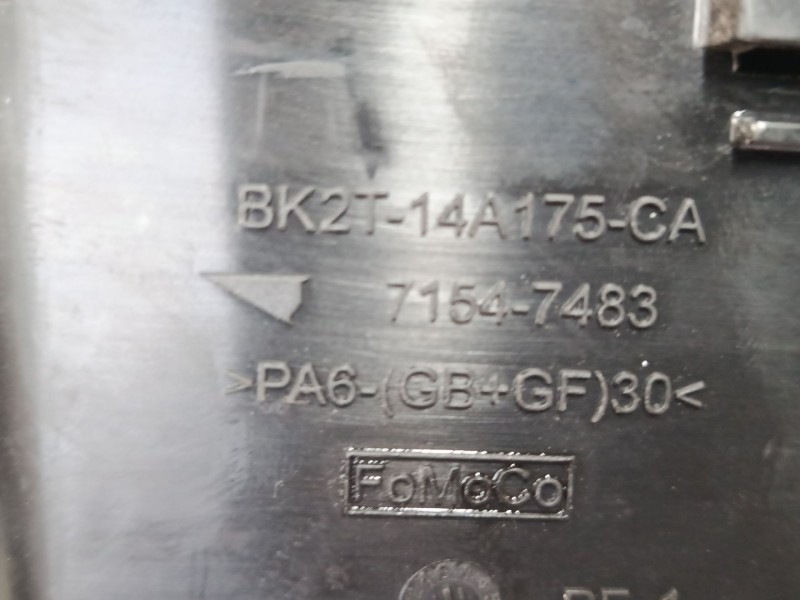 BK2T-14A175-CA
7154-7483
>PA6-(GB+GF)30<
FoMoCo